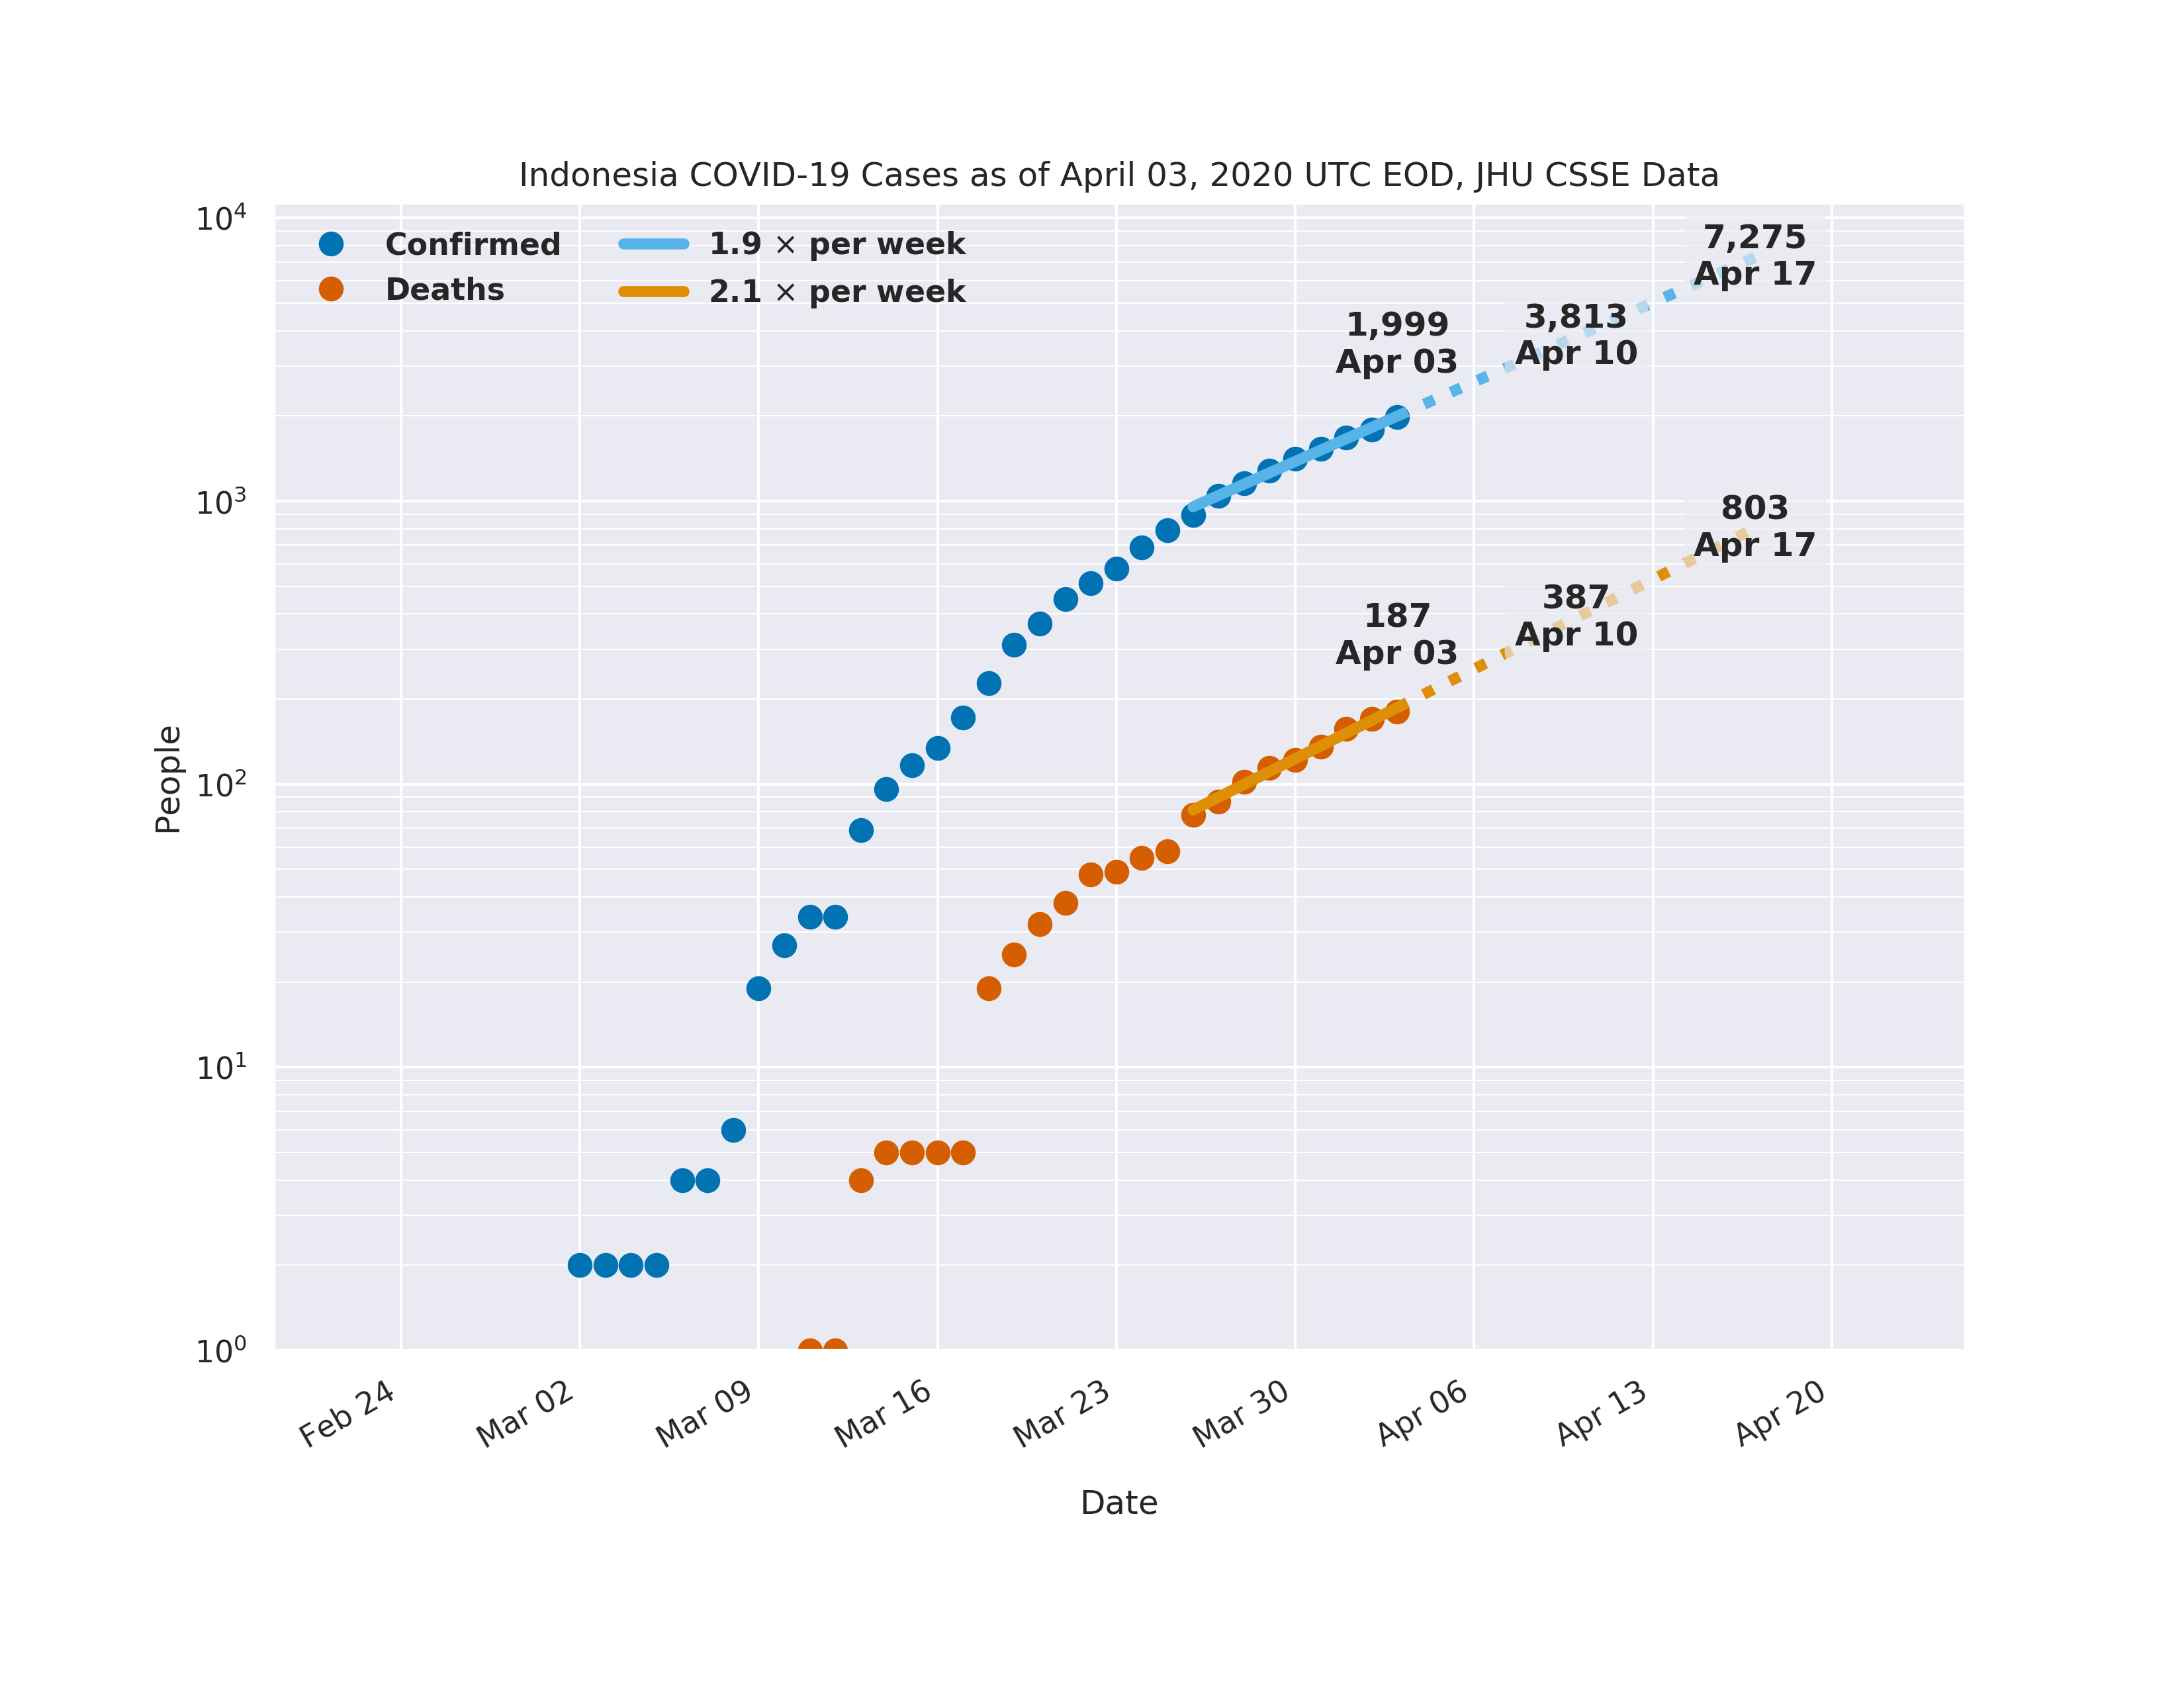 Indonesia COVID-19 Cases as of April 03, 2020 UTC EOD, JHU CSSE Data
Confirmed
Deaths
1.9 × per week
2.1 × per week
7,275
Apr 17
3,813
Apr 10
1,999
Apr 03
803
Apr 17
387
Apr 10
187
Apr 03
People
10⁴
10³
10²
10¹
10⁰
Feb 24
Mar 02
Mar 09
Mar 16
Mar 23
Mar 30
Apr 06
Apr 13
Apr 20
Date